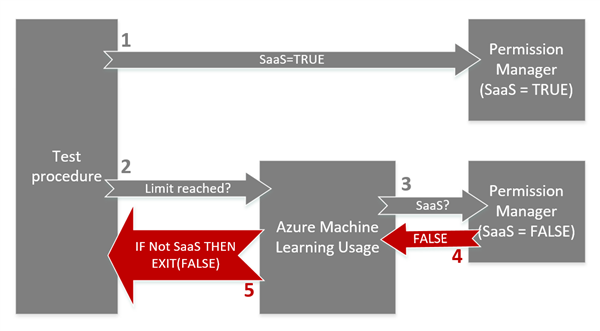 1
SaaS=TRUE
Permission
Manager
(SaaS = TRUE)
Test
procedure
2
Limit reached?
Azure Machine
Learning Usage
3
SaaS?
Permission
Manager
(SaaS = FALSE)
FALSE
4
IF Not SaaS THEN
EXIT(FALSE)
5